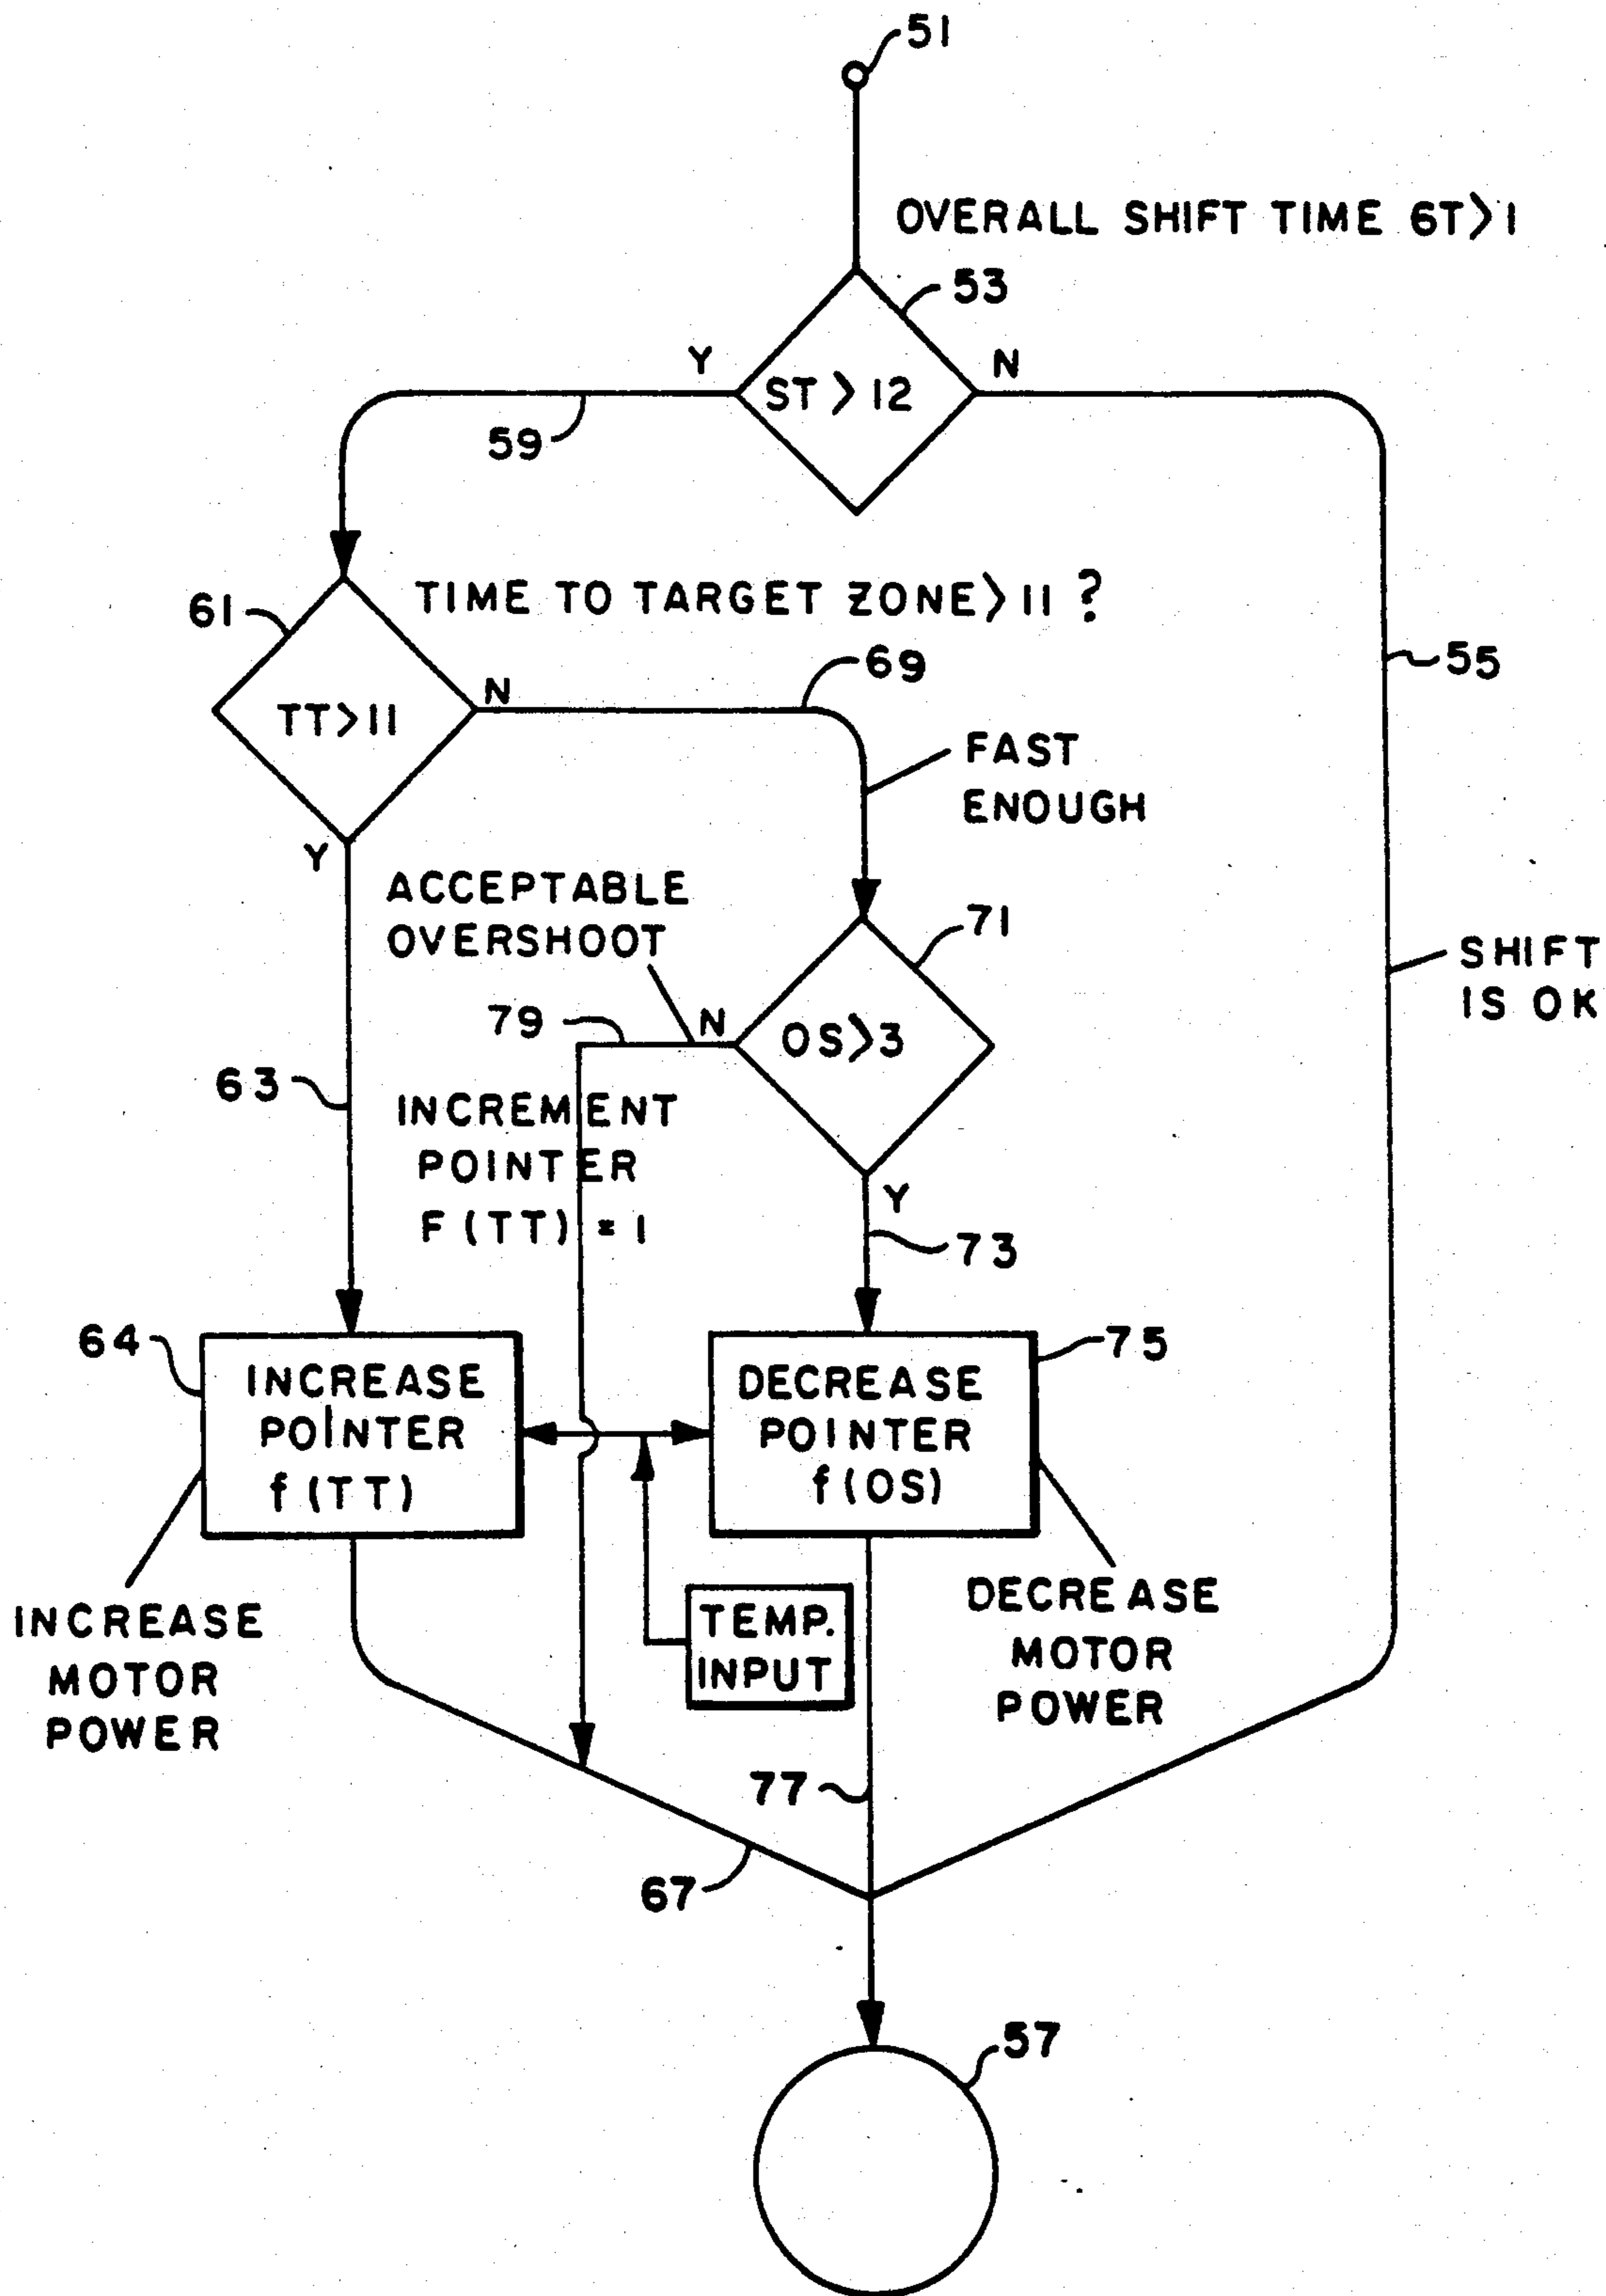 51
OVERALL SHIFT TIME 6T>1
53
Y
N
ST > 12
59
TIME TO TARGET ZONE>11 ?
61
69
55
N
TT>11
FAST
ENOUGH
Y
ACCEPTABLE
OVERSHOOT
71
SHIFT
IS OK
79
N
OS>3
63
INCREMENT
POINTER
F (TT) = 1
Y
73
64
75
INCREASE
POINTER
f (TT)
DECREASE
POINTER
f (OS)
INCREASE
MOTOR
POWER
TEMP.
INPUT
DECREASE
MOTOR
POWER
77
67
57